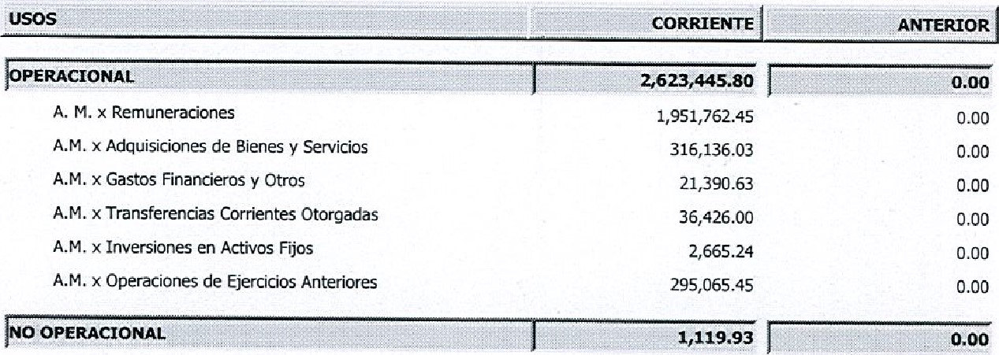 USOS CORRIENTE ANTERIOR
OPERACIONAL 2,623,445.80 0.00
A. M. x Remuneraciones 1,951,762.45 0.00
A.M. x Adquisiciones de Bienes y Servicios 316,136.03 0.00
A.M. x Gastos Financieros y Otros 21,390.63 0.00
A.M. x Transferencias Corrientes Otorgadas 36,426.00 0.00
A.M. x Inversiones en Activos Fijos 2,665.24 0.00
A.M. x Operaciones de Ejercicios Anteriores 295,065.45 0.00
NO OPERACIONAL 1,119.93 0.00